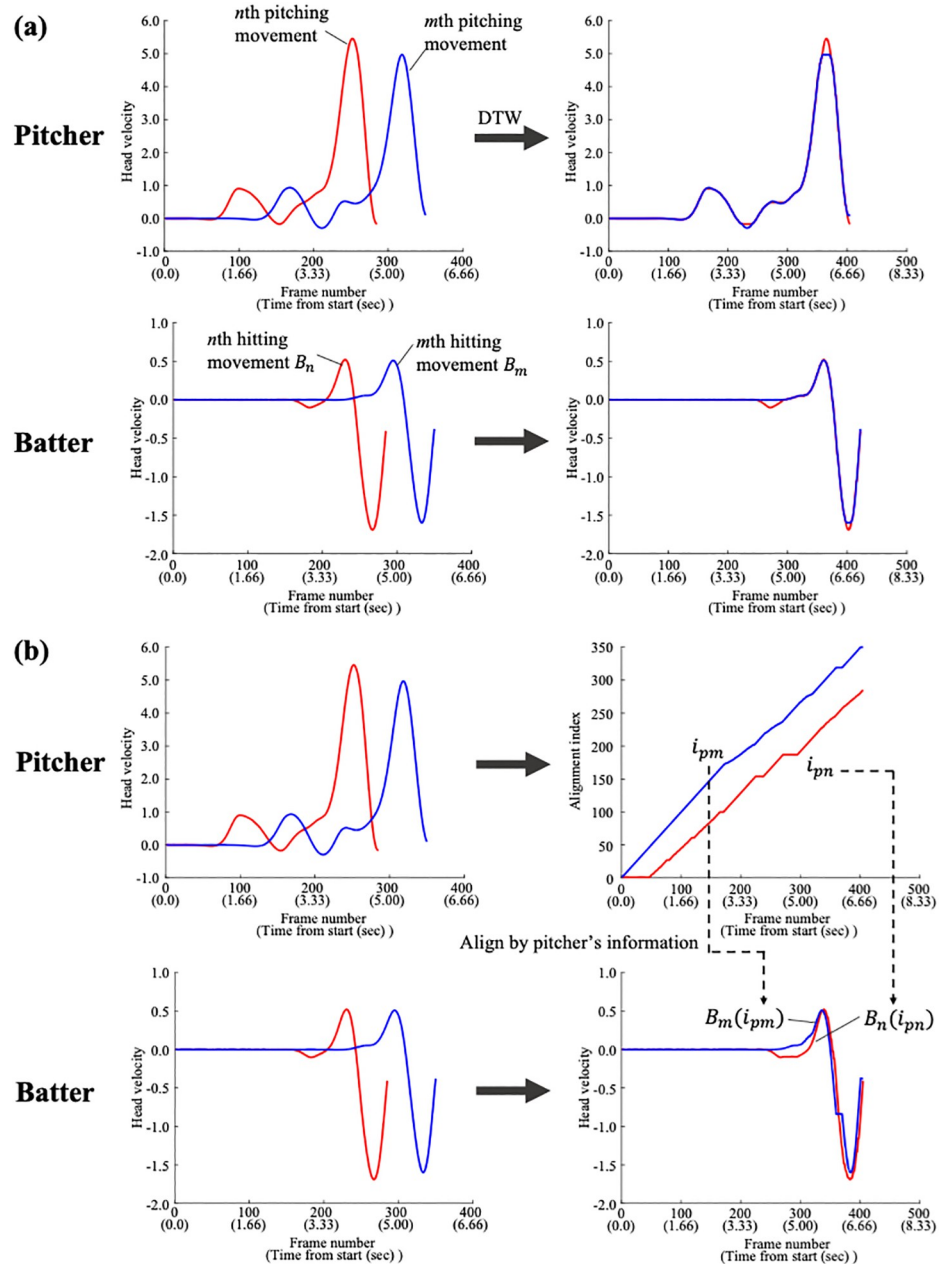 (a)
Pitcher
nth pitching
movement
mth pitching
movement
Head velocity
6.0
5.0
4.0
3.0
2.0
1.0
0.0
-1.0
100 200 300 400
(0.0) (1.66) (3.33) (5.00) (6.66)
Frame number
(Time from start (sec) )
DTW
Head velocity
6.0
5.0
4.0
3.0
2.0
1.0
0.0
-1.0
100 200 300 400 500
(0.0) (1.66) (3.33) (5.00) (6.66) (8.33)
Frame number
(Time from start (sec) )
Batter
nth hitting
movement Bn
mth hitting
movement Bm
Head velocity
1.0
0.5
0.0
-0.5
-1.0
-1.5
-2.0
0 100 200 300 400
(0.0) (1.66) (3.33) (5.00) (6.66)
Frame number
(Time from start (sec) )
Head velocity
1.0
0.5
0.0
-0.5
-1.0
-1.5
-2.0
0 100 200 300 400 500
(0.0) (1.66) (3.33) (5.00) (6.66) (8.33)
Frame number
(Time from start (sec) )
(b)
Pitcher
Head velocity
6.0
5.0
4.0
3.0
2.0
1.0
0.0
-1.0
100 200 300 400
(0.0) (1.66) (3.33) (5.00) (6.66)
Frame number
(Time from start (sec) )
Alignment index
350
300
250
200
150
100
50
0
ipm
ipn
0 100 200 300 400 500
(0.0) (1.66) (3.33) (5.00) (6.66) (8.33)
Frame number
(Time from start (sec) )
Align by pitcher's information
Batter
Head velocity
1.0
0.5
0.0
-0.5
-1.0
-1.5
-2.0
0 100 200 300 400
(0.0) (1.66) (3.33) (5.00) (6.66)
Frame number
(Time from start (sec) )
Head velocity
1.0
0.5
0.0
-0.5
-1.0
-1.5
-2.0
Bm(ipm)
Bn(ipn)
0 100 200 300 400 500
(0.0) (1.66) (3.33) (5.00) (6.66) (8.33)
Frame number
(Time from start (sec) )